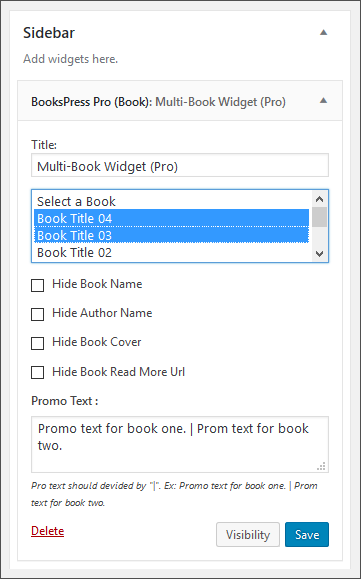 Sidebar
Add widgets here.
BooksPress Pro (Book): Multi-Book Widget (Pro)
Title:
Multi-Book Widget (Pro)
Select a Book
Book Title 04
Book Title 03
Book Title 02
Hide Book Name
Hide Author Name
Hide Book Cover
Hide Book Read More Url
Promo Text :
Promo text for book one. | Prom text for book
two.
Pro text should devided by "|". Ex: Promo text for book one. | Prom
text for book two.
Delete
Visibility
Save